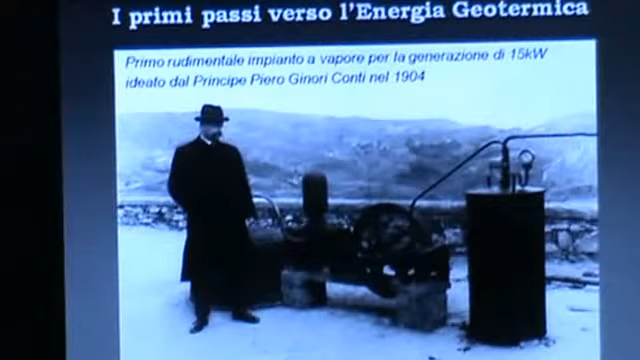 I primi passi verso l'Energia Geotermica
Primo rudimentale impianto a vapore per la generazione di 15kW
ideato dal Principe Piero Ginori Conti nel 1904